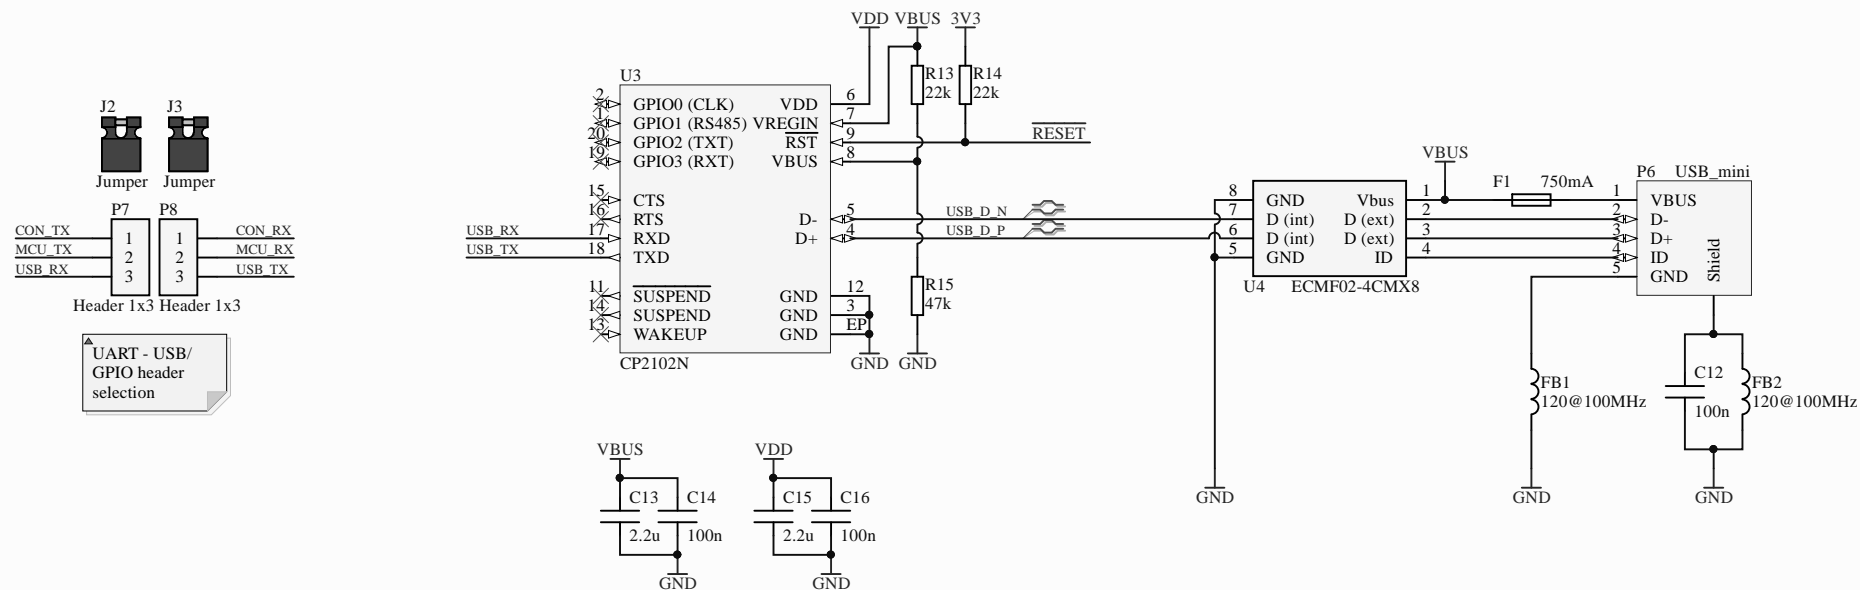 VDD VBUS 3V3
U3
R13
22k
R14
22k
2 GPIO0 (CLK) VDD 6
1 GPIO1 (RS485) VREGIN 7
20 GPIO2 (TXT) RST 9 RESET
19 GPIO3 (RXT) VBUS 8
15 CTS
16 RTS D- 5 USB_D_N
USB_RX 17 RXD D+ 4 USB_D_P
USB_TX 18 TXD
11 SUSPEND GND 12
14 SUSPEND GND 3
13 WAKEUP GND EP
CP2102N
GND GND
R15
47k
J2 J3
Jumper Jumper
P7 P8
CON_TX 1 1 CON_RX
MCU_TX 2 2 MCU_RX
USB_RX 3 3 USB_TX
Header 1x3 Header 1x3
UART - USB/
GPIO header
selection
VBUS
F1 750mA
P6 USB_mini
8 GND Vbus 1
7 D (int) D (ext) 2
6 D (int) D (ext) 3
5 GND ID 4
U4 ECMF02-4CMX8
1 VBUS
2 D-
3 D+
4 ID
5 GND
Shield
FB1
120@100MHz
C12
100n
FB2
120@100MHz
GND GND GND
VBUS VDD
C13 C14 C15 C16
2.2u 100n 2.2u 100n
GND GND